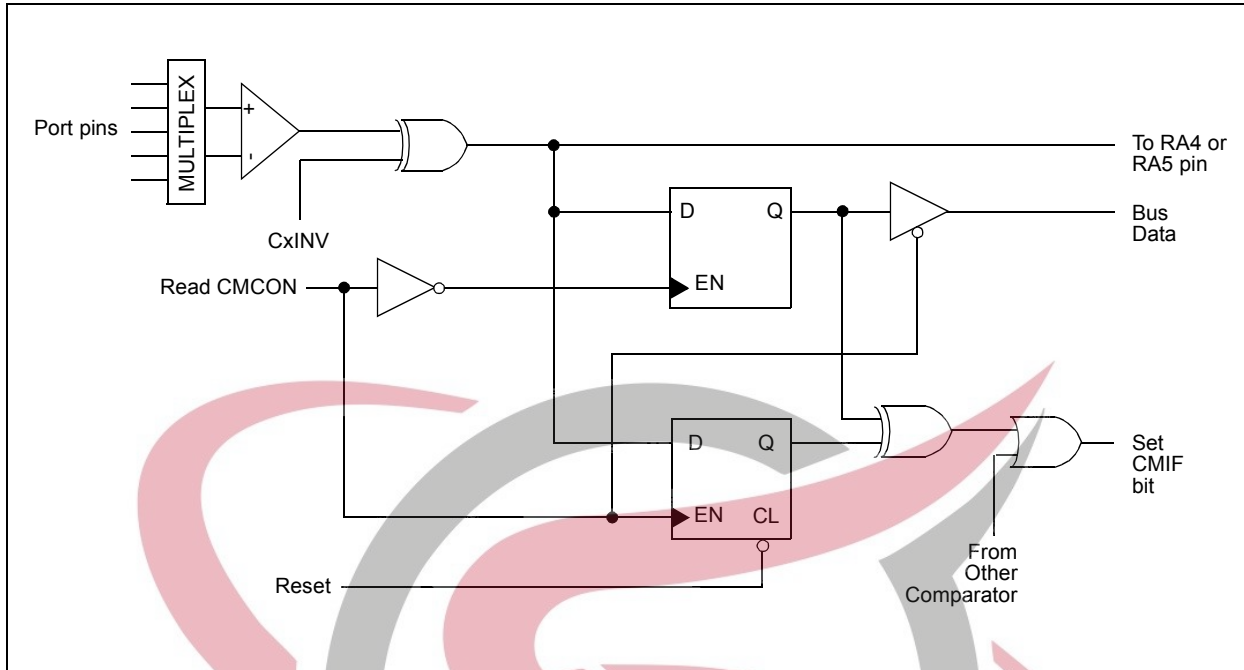 MULTIPLEX
+
-
Port pins
CxINV
To RA4 or
RA5 pin
D
Q
EN
Bus
Data
Read CMCON
D
Q
EN
CL
Set
CMIF
bit
From
Other
Comparator
Reset